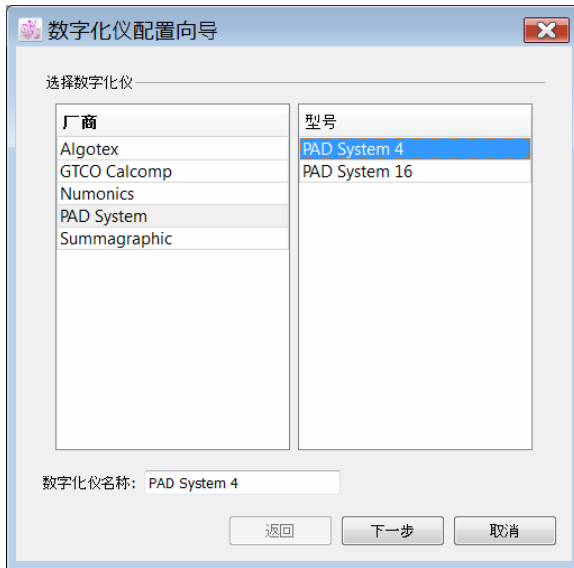 数字化仪配置向导
选择数字化仪
厂商
Algotex
GTCO Calcomp
Numonics
PAD System
Summagraphic
型号
PAD System 4
PAD System 16
数字化仪名称: PAD System 4
返回 下一步 取消